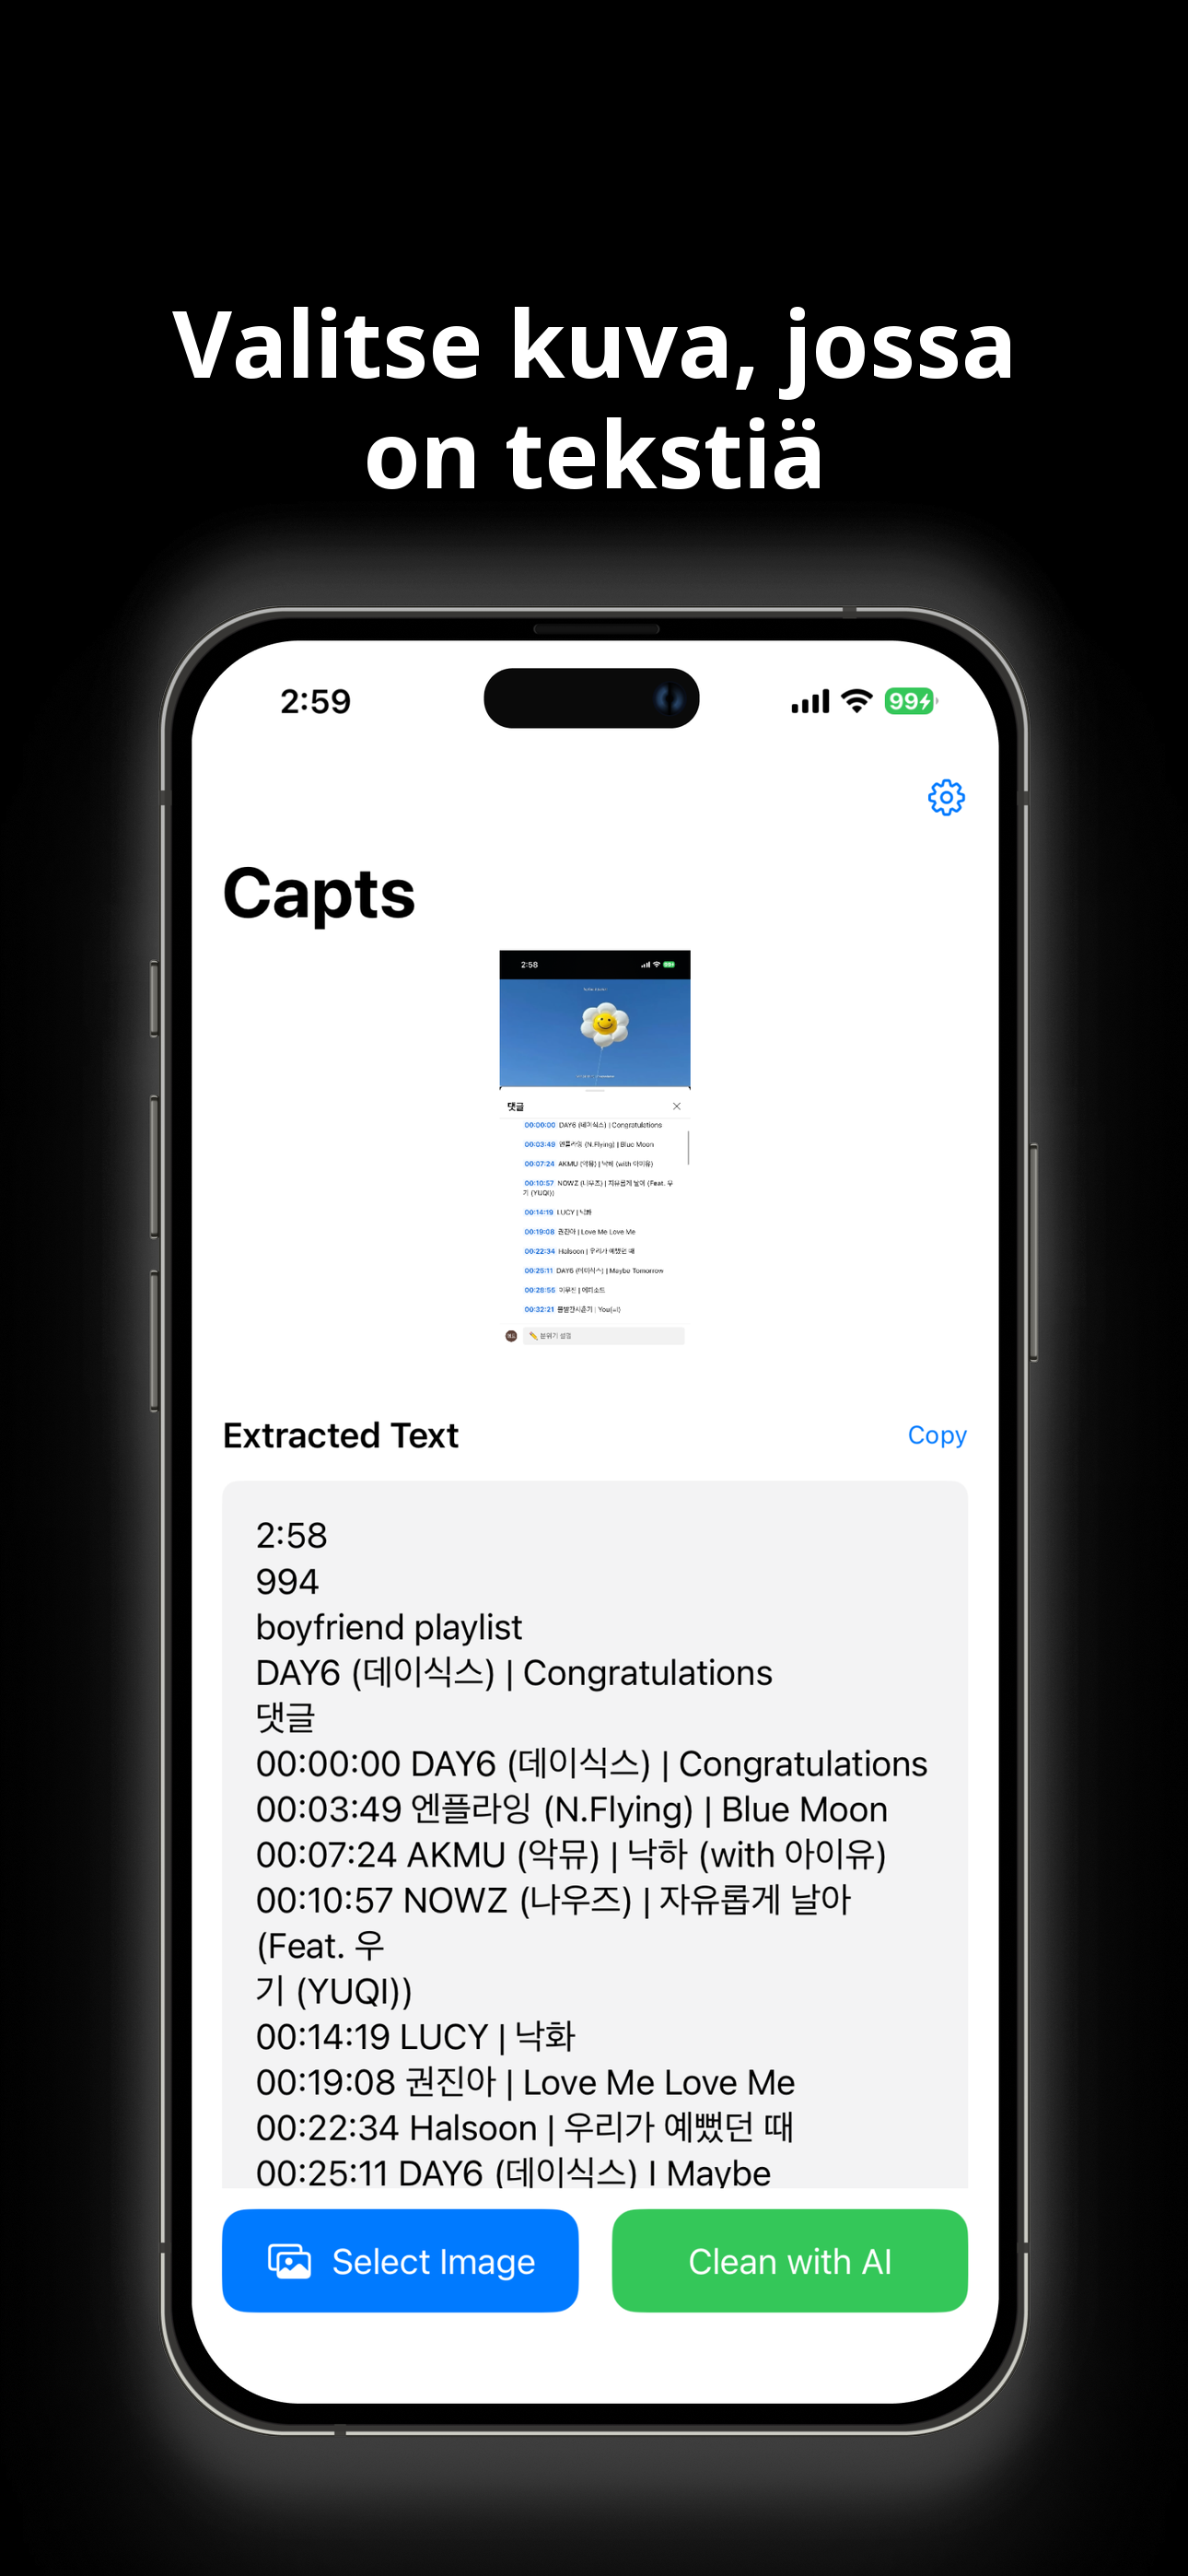 Valitse kuva, jossa
on tekstiä
2:59
99
Capts
2:58
댓글
00:00:00 DAY6 (데이식스) | Congratulations
00:03:49 엔플라잉 (N.Flying) | Blue Moon
00:07:24 AKMU (악뮤) | 낙하 (with 아이유)
00:10:57 NOWZ (나우즈) | 자유롭게 날아 (Feat. 우
기 (YUQI))
00:14:19 LUCY | 낙화
00:19:08 권진아 | Love Me Love Me
00:22:34 Halsoon | 우리가 예뻤던 때
00:25:11 DAY6 (데이식스) | Maybe Tomorrow
00:28:55 이무진 | 에피소드
00:32:21 | You(=I)
Extracted Text
Copy
2:58
994
boyfriend playlist
DAY6 (데이식스) | Congratulations
댓글
00:00:00 DAY6 (데이식스) | Congratulations
00:03:49 엔플라잉 (N.Flying) | Blue Moon
00:07:24 AKMU (악뮤) | 낙하 (with 아이유)
00:10:57 NOWZ (나우즈) | 자유롭게 날아
(Feat. 우
기 (YUQI))
00:14:19 LUCY | 낙화
00:19:08 권진아 | Love Me Love Me
00:22:34 Halsoon | 우리가 예뻤던 때
00:25:11 DAY6 (데이식스) I Maybe
Select Image
Clean with AI